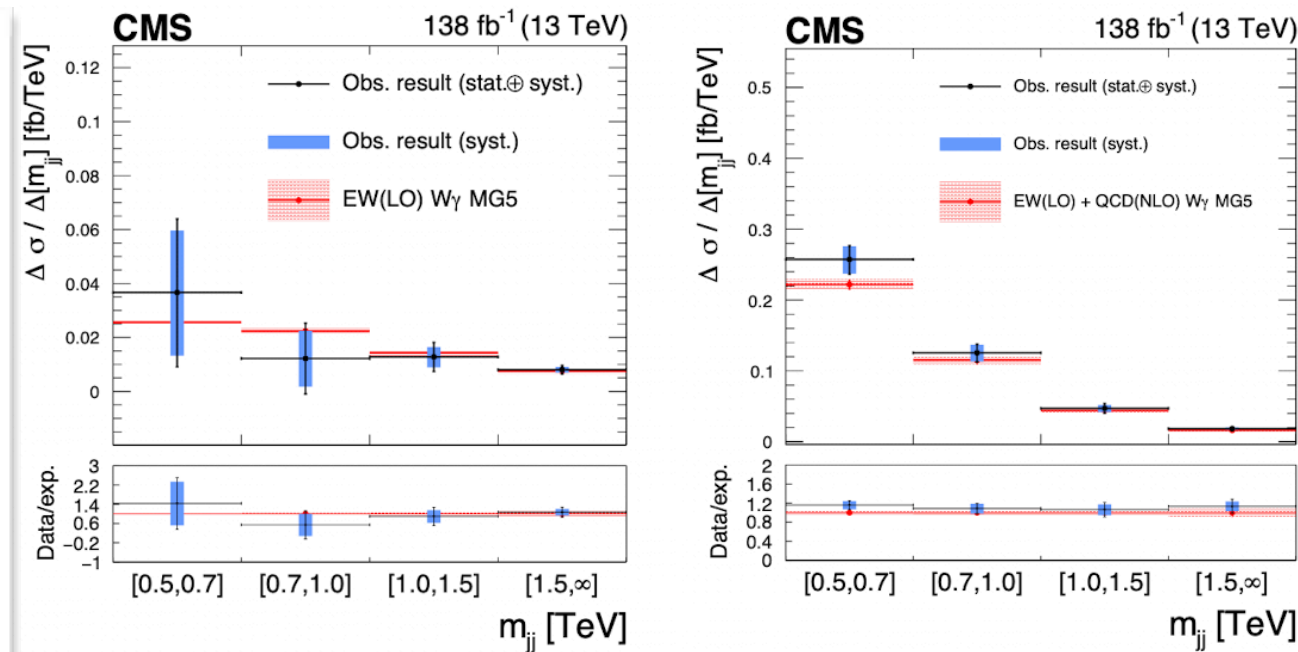 CMS 138 fb⁻¹ (13 TeV)
Δ σ / Δ[m_jj] [fb/TeV]
0.12
0.1
0.08
0.06
0.04
0.02
0
Obs. result (stat.⊕ syst.)
Obs. result (syst.)
EW(LO) Wγ MG5
Data/exp.
3
2.2
1.4
0.6
−0.2
−1
[0.5,0.7] [0.7,1.0] [1.0,1.5] [1.5,∞]
m_jj [TeV]
CMS 138 fb⁻¹ (13 TeV)
Δ σ / Δ[m_jj] [fb/TeV]
0.5
0.4
0.3
0.2
0.1
0
Obs. result (stat.⊕ syst.)
Obs. result (syst.)
EW(LO) + QCD(NLO) Wγ MG5
Data/exp.
2
1.6
1.2
0.8
0.4
0
[0.5,0.7] [0.7,1.0] [1.0,1.5] [1.5,∞]
m_jj [TeV]